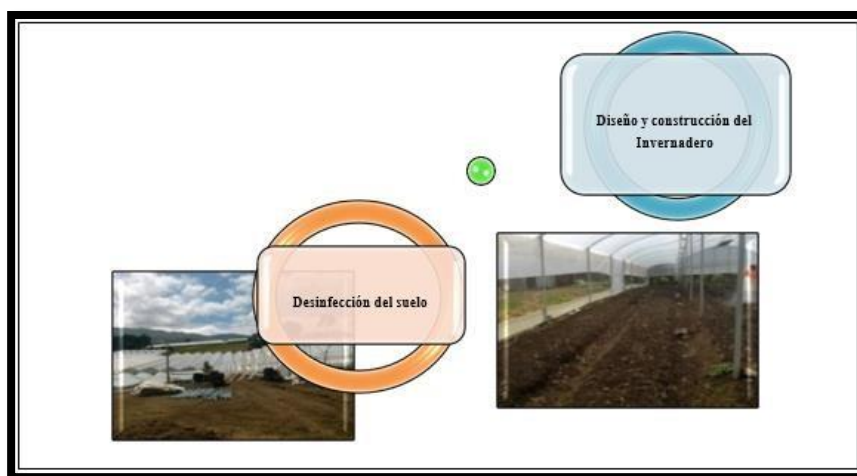 Diseño y construcción del
Invernadero
Desinfección del suelo